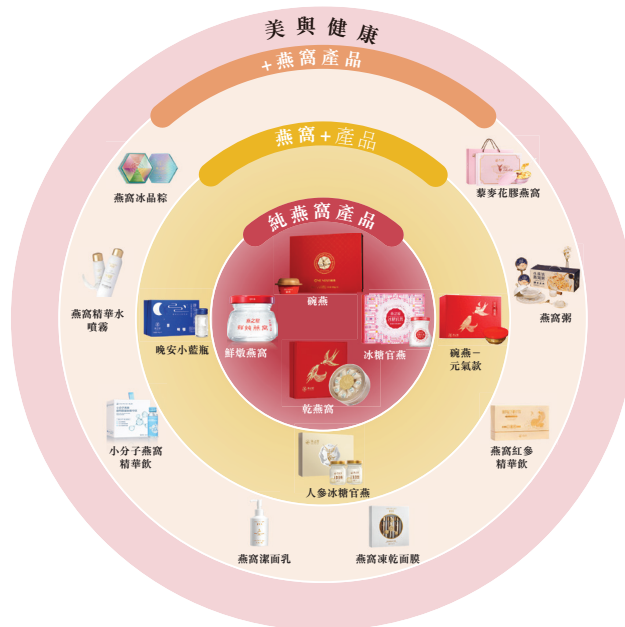 美與健康
+燕窩產品
燕窩+產品
純燕窩產品
燕窩冰晶粽
藜麥花膠燕窩
碗燕
燕窩精華水
噴霧
燕窩粥
晚安小藍瓶
鮮燉燕窩
冰糖官燕
碗燕－
元氣款
乾燕窩
小分子燕窩
精華飲
燕窩紅參
精華飲
人參冰糖官燕
燕窩潔面乳
燕窩凍乾面膜